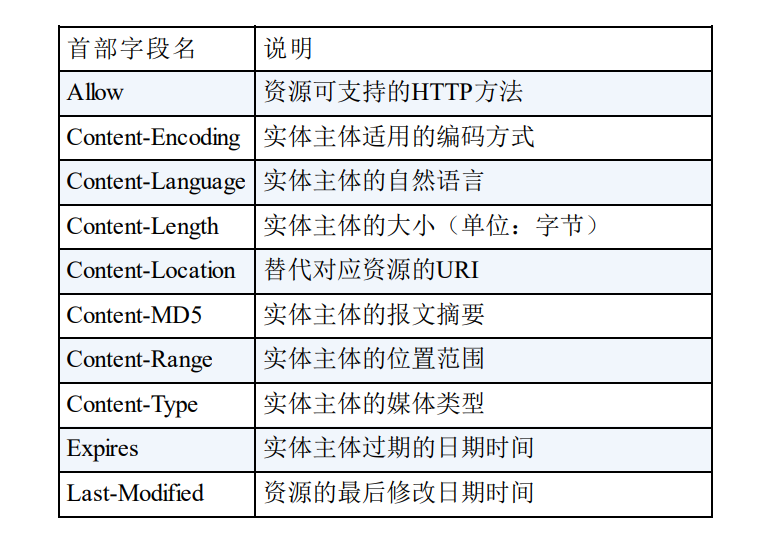 首部字段名 说明
Allow 资源可支持的HTTP方法
Content-Encoding 实体主体适用的编码方式
Content-Language 实体主体的自然语言
Content-Length 实体主体的大小（单位：字节）
Content-Location 替代对应资源的URI
Content-MD5 实体主体的报文摘要
Content-Range 实体主体的位置范围
Content-Type 实体主体的媒体类型
Expires 实体主体过期的日期时间
Last-Modified 资源的最后修改日期时间